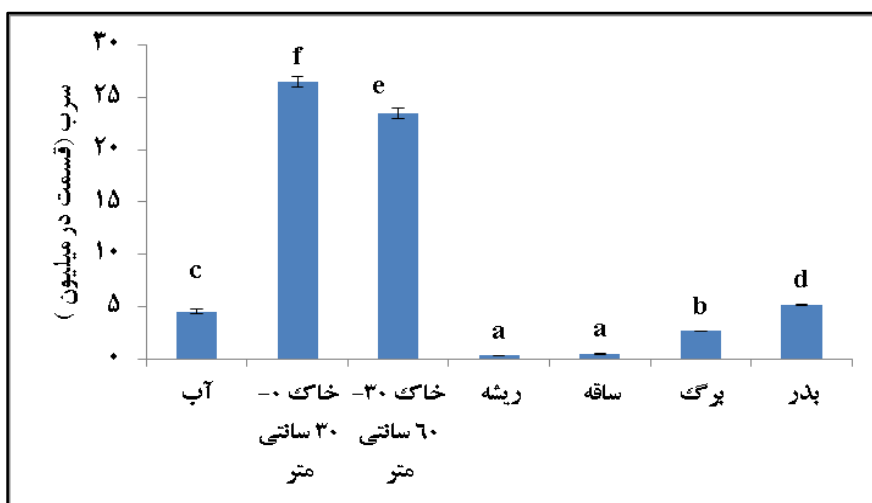 سرب (قسمت در میلیون )
۳۰
۲۵
۲۰
۱۵
۱۰
۵
۰
c
f
e
a
a
b
d
آب
خاک ۰-
۳۰ سانتی
متر
خاک ۳۰-
۶۰ سانتی
متر
ریشه
ساقه
برگ
بذر